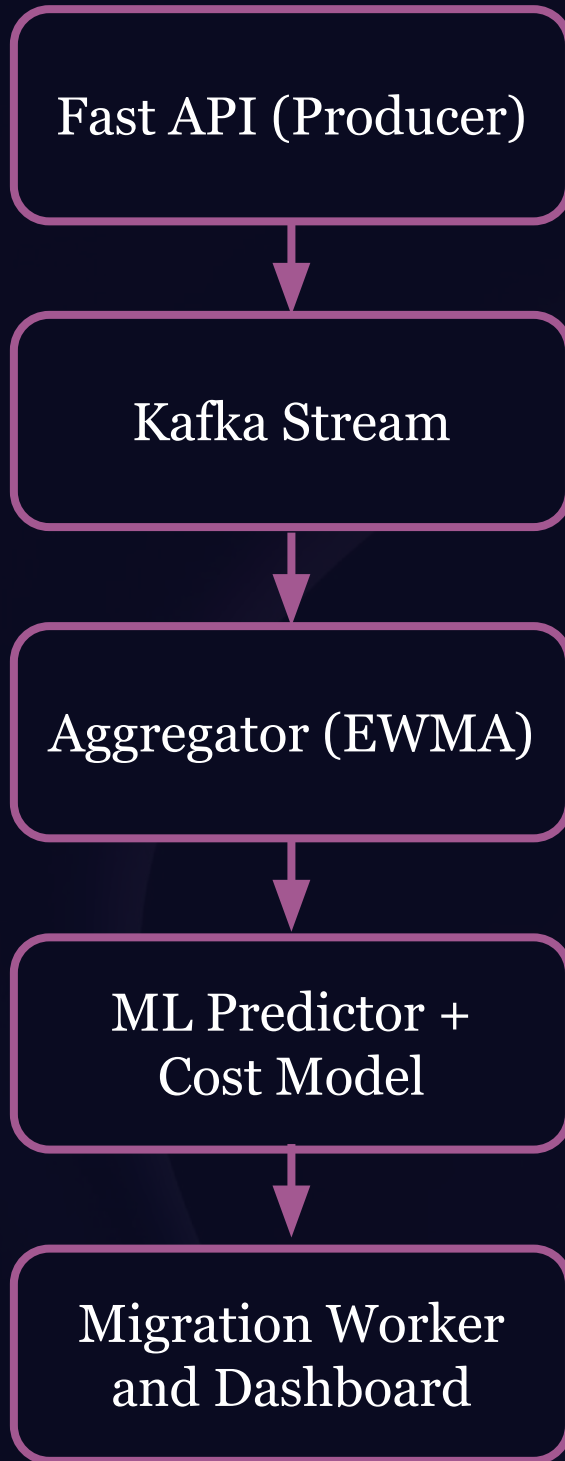 Fast API (Producer)
Kafka Stream
Aggregator (EWMA)
ML Predictor +
Cost Model
Migration Worker
and Dashboard